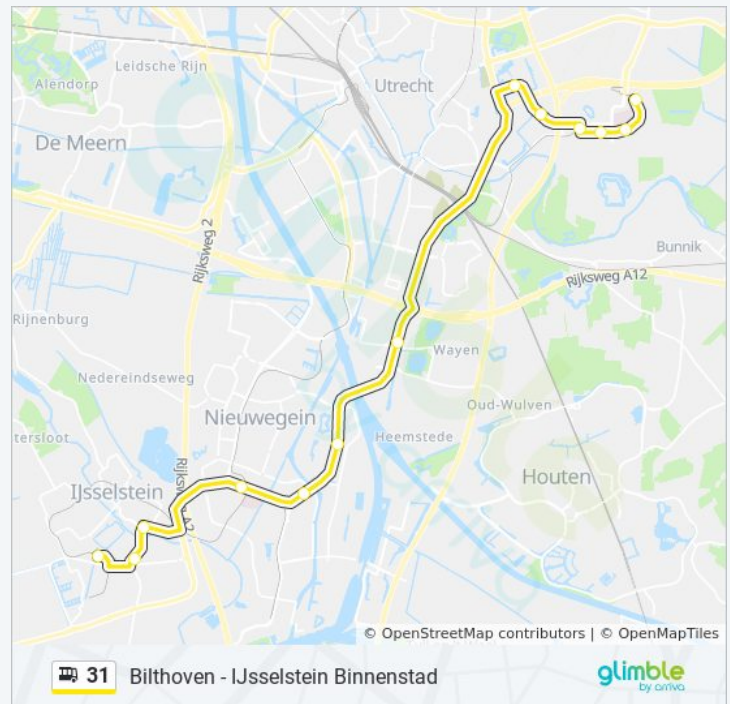 Leidsche Rijn
Alendorp
Utrecht
De Meern
Rijksweg 2
Bunnik
Rijksweg A12
Rijnenburg
Wayen
Nedereindseweg
Oud-Wulven
Nieuwegein
tersloot
Heemstede
Houten
IJsselstein
Rijksweg A2
© OpenStreetMap contributors | © OpenMapTiles
31 Bilthoven - IJsselstein Binnenstad
glimble
by arriva